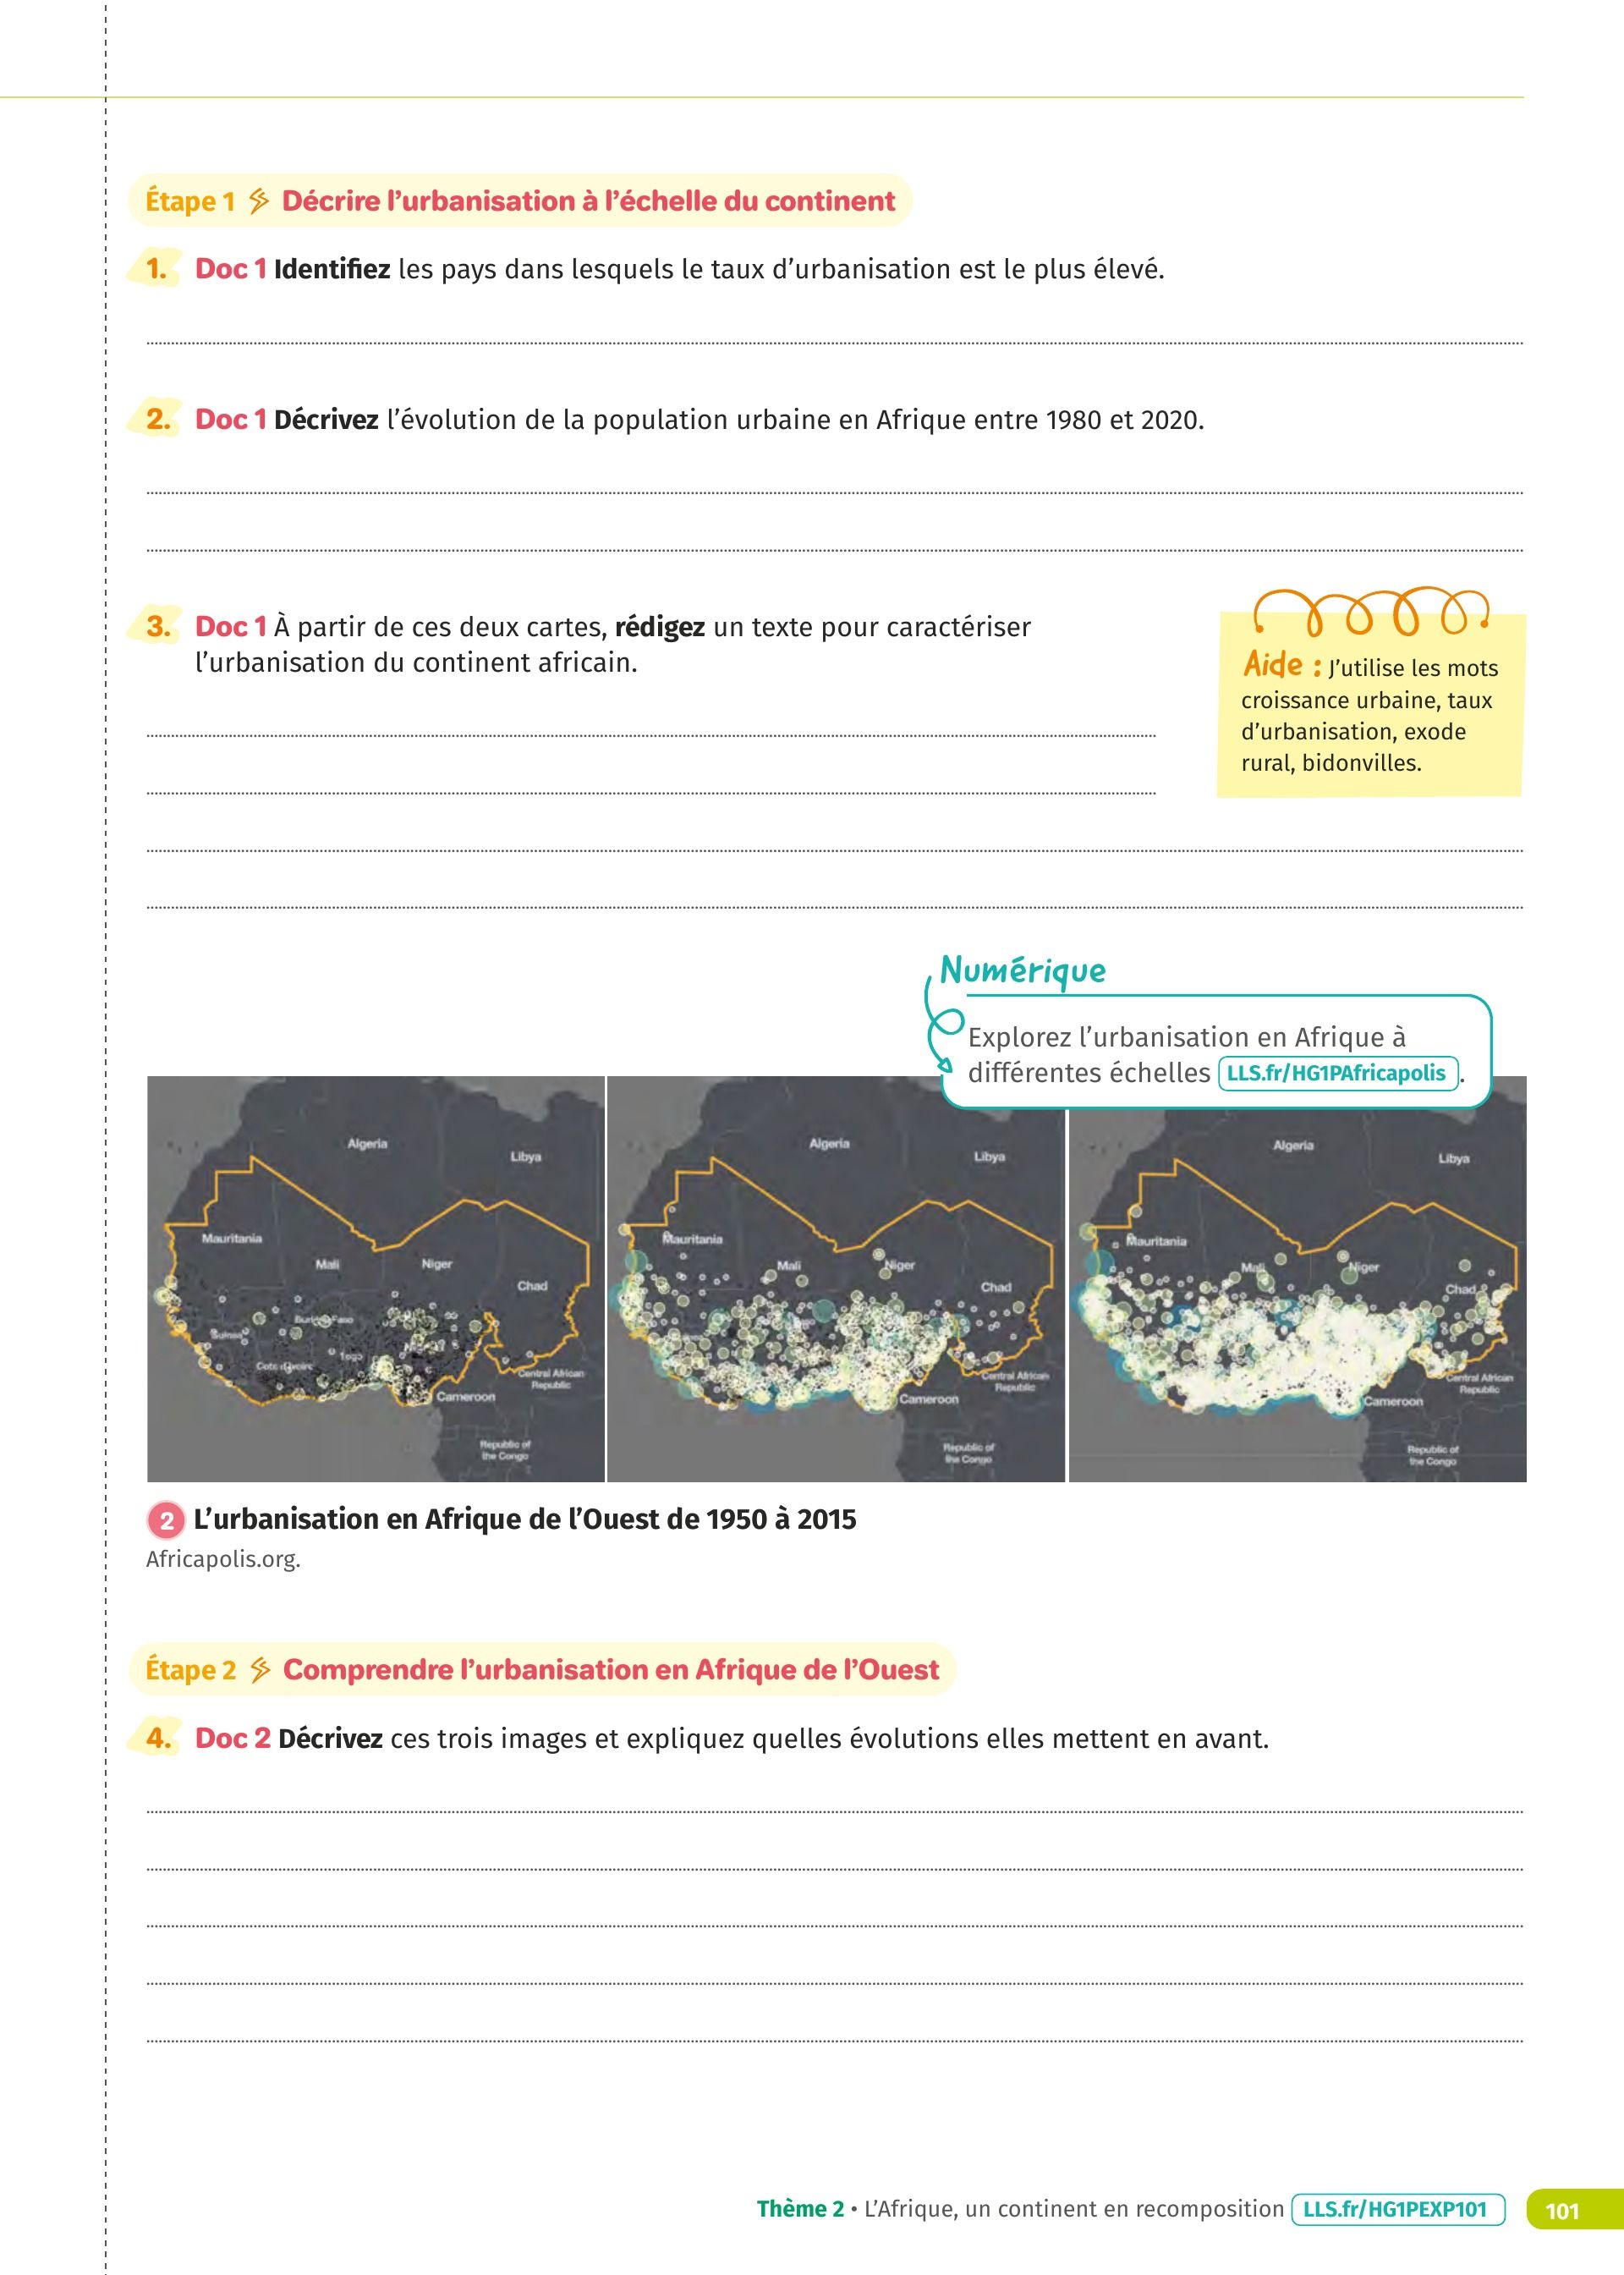 Étape 1 Décrire l'urbanisation à l'échelle du continent
1. Doc 1 Identifiez les pays dans lesquels le taux d'urbanisation est le plus élevé.
2. Doc 1 Décrivez l'évolution de la population urbaine en Afrique entre 1980 et 2020.
3. Doc 1 À partir de ces deux cartes, rédigez un texte pour caractériser
l'urbanisation du continent africain.
Aide : J'utilise les mots
croissance urbaine, taux
d'urbanisation, exode
rural, bidonvilles.
Numérique
Explorez l'urbanisation en Afrique à
différentes échelles LLS.fr/HG1PAfricapolis.
Algeria
Libya
Mauritania
Mali
Niger
Chad
Burkina Faso
Guinea
Togo
Cote d'Ivoire
Central African
Republic
Cameroon
Republic of
the Congo
Algeria
Libya
Mauritania
Mali
Niger
Chad
Central African
Republic
Cameroon
Republic of
the Congo
Algeria
Libya
Mauritania
Mali
Niger
Chad
Central African
Republic
Cameroon
Republic of
the Congo
2 L'urbanisation en Afrique de l'Ouest de 1950 à 2015
Africapolis.org.
Étape 2 Comprendre l'urbanisation en Afrique de l'Ouest
4. Doc 2 Décrivez ces trois images et expliquez quelles évolutions elles mettent en avant.
Thème 2 • L'Afrique, un continent en recomposition LLS.fr/HG1PEXP101 101